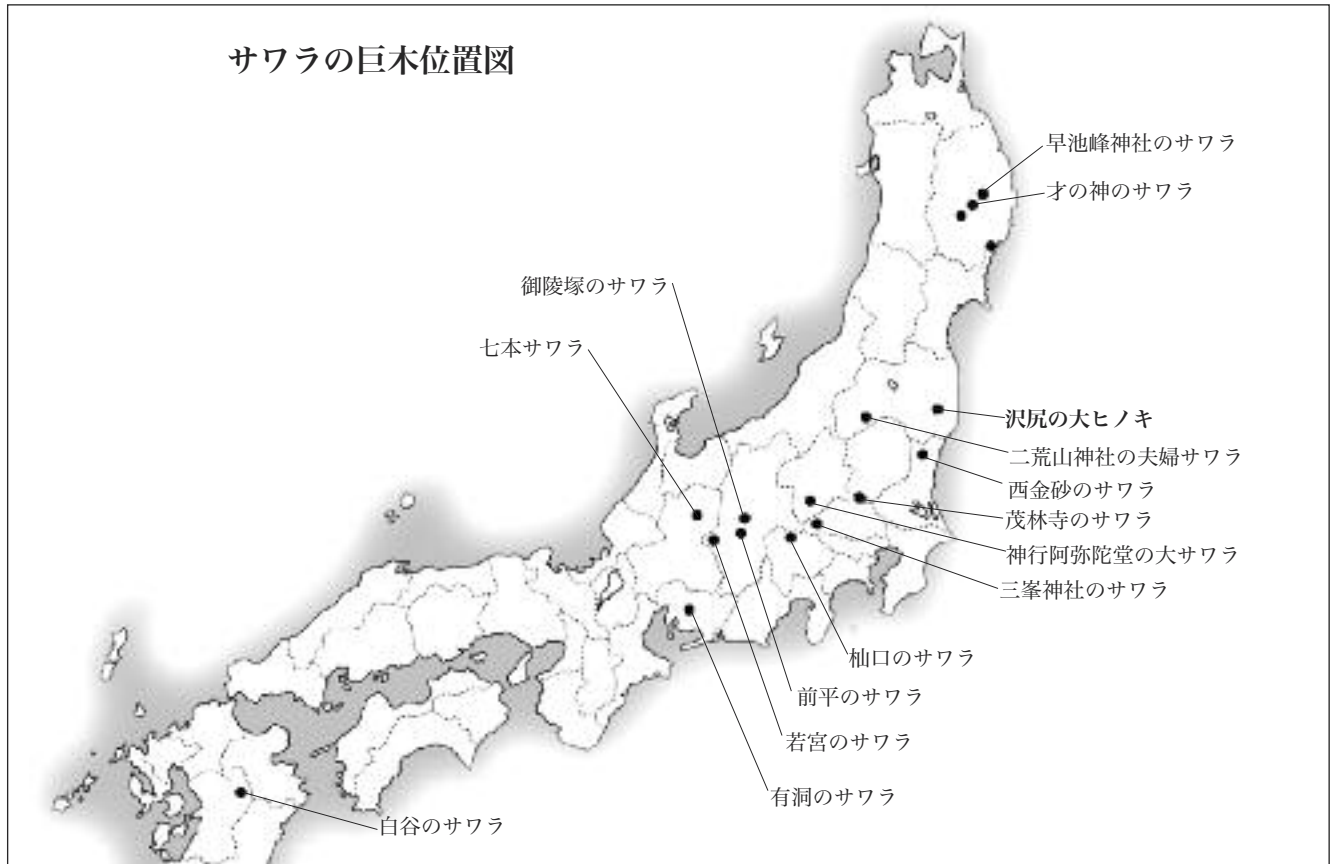 サワラの巨木位置図
早池峰神社のサワラ
才の神のサワラ
御陵塚のサワラ
七本サワラ
沢尻の大ヒノキ
二荒山神社の夫婦サワラ
西金砂のサワラ
茂林寺のサワラ
神行阿弥陀堂の大サワラ
三峯神社のサワラ
杣口のサワラ
前平のサワラ
若宮のサワラ
有洞のサワラ
白谷のサワラ